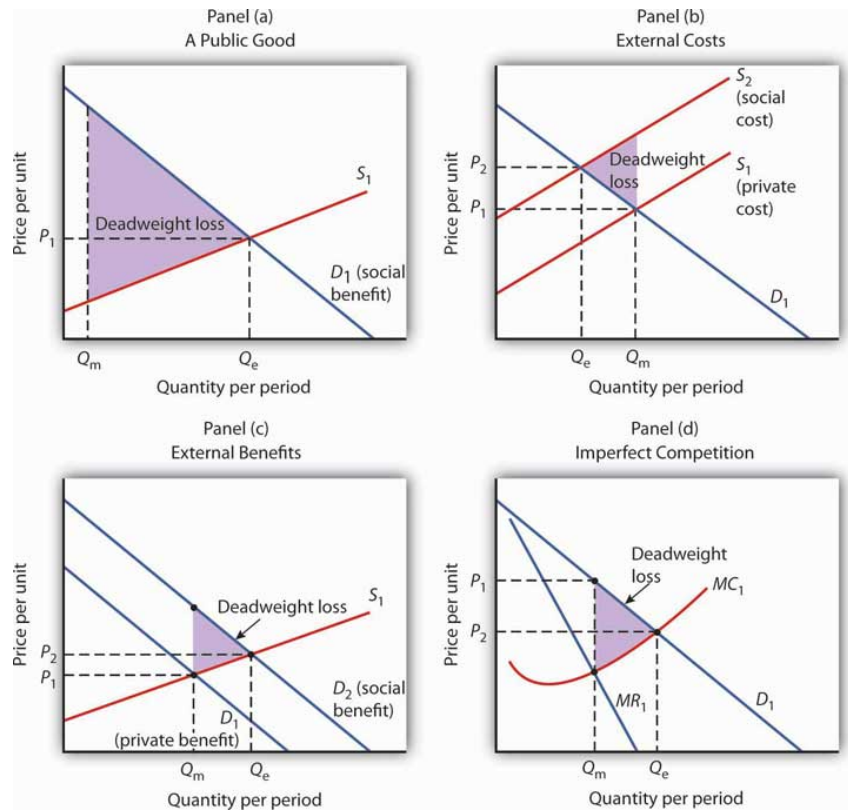 Panel (a)
A Public Good
Price per unit
S1
Deadweight loss
P1
D1 (social
benefit)
Qm
Qe
Quantity per period
Panel (b)
External Costs
Price per unit
S2
(social
cost)
Deadweight
loss
S1
(private
cost)
P2
P1
D1
Qe
Qm
Quantity per period
Panel (c)
External Benefits
Price per unit
Deadweight loss
S1
P2
P1
D2 (social
benefit)
D1
(private benefit)
Qm
Qe
Quantity per period
Panel (d)
Imperfect Competition
Price per unit
Deadweight
loss
MC1
P1
P2
MR1
D1
Qm
Qe
Quantity per period